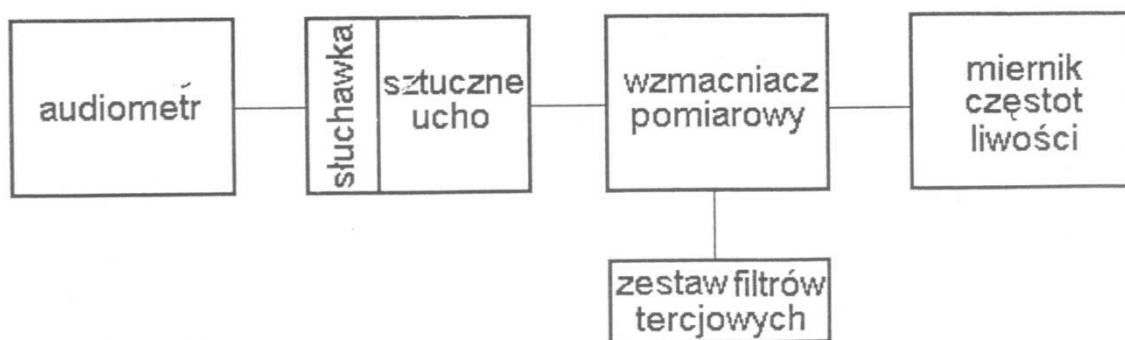 audiometr
słuchawka
sztuczne
ucho
wzmacniacz
pomiarowy
miernik
częstot
liwości
zestaw filtrów
tercjowych